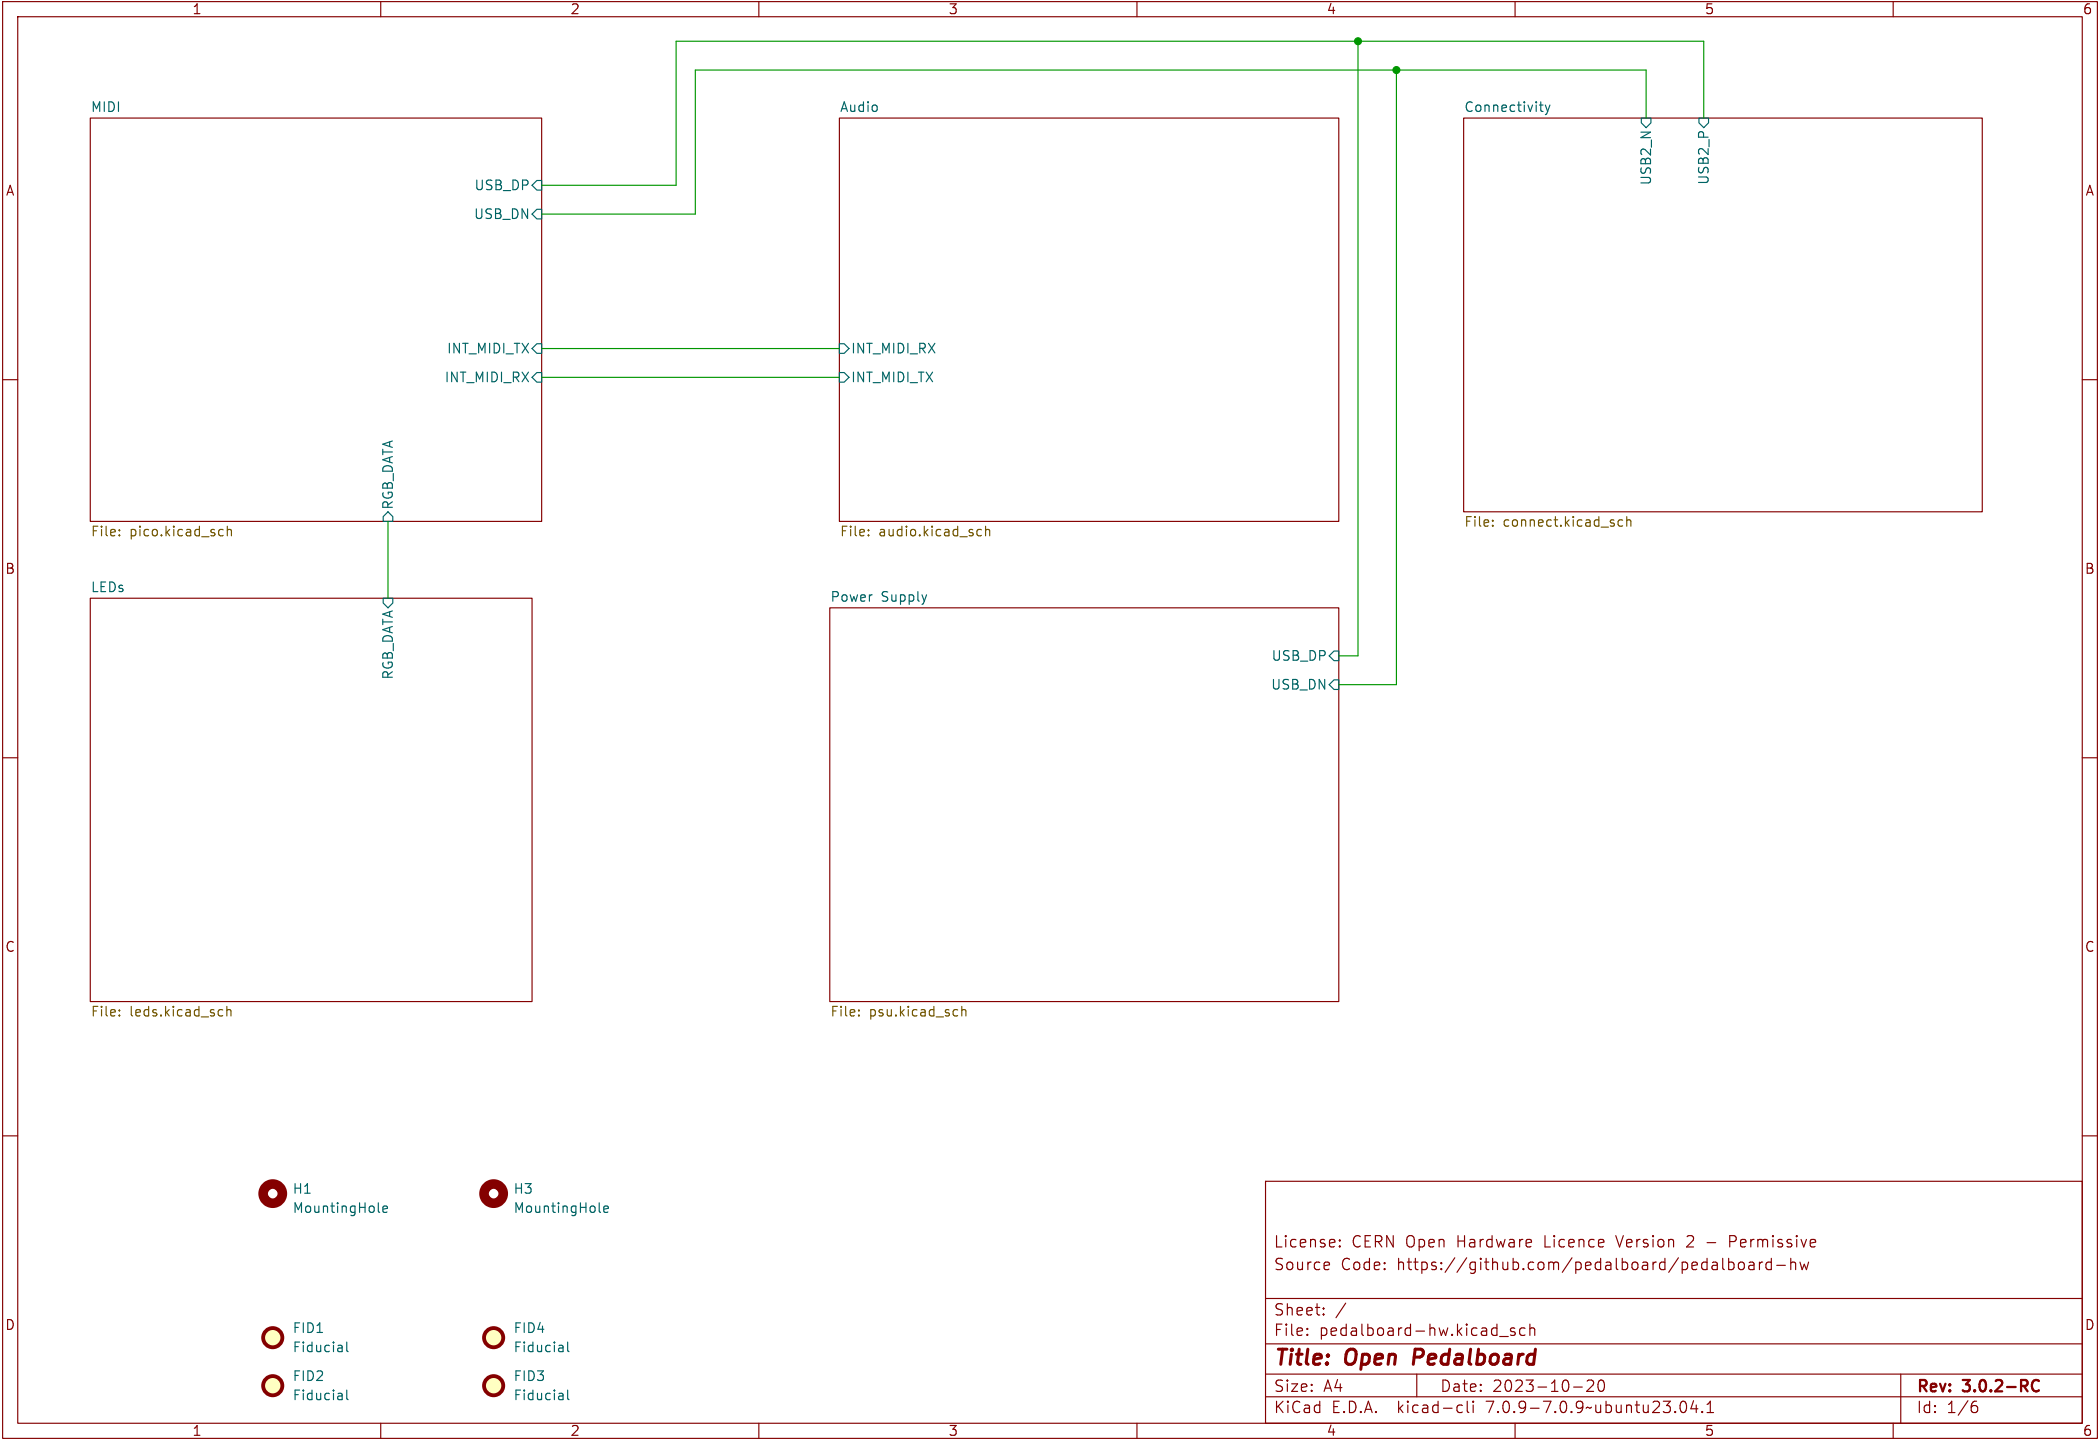 1 2 3 4 5 6
MIDI
USB_DP
USB_DN
INT_MIDI_TX
INT_MIDI_RX
RGB_DATA
File: pico.kicad_sch
Audio
INT_MIDI_RX
INT_MIDI_TX
File: audio.kicad_sch
Connectivity
USB2_N
USB2_P
File: connect.kicad_sch
A A
B B
LEDs
RGB_DATA
File: leds.kicad_sch
Power Supply
USB_DP
USB_DN
File: psu.kicad_sch
C C
H1
MountingHole
H3
MountingHole
FID1
Fiducial
FID4
Fiducial
FID2
Fiducial
FID3
Fiducial
D D
License: CERN Open Hardware Licence Version 2 - Permissive
Source Code: https://github.com/pedalboard/pedalboard-hw
Sheet: /
File: pedalboard-hw.kicad_sch
Title: Open Pedalboard
Size: A4
Date: 2023-10-20
Rev: 3.0.2-RC
KiCad E.D.A. kicad-cli 7.0.9-7.0.9~ubuntu23.04.1
Id: 1/6
1 2 3 4 5 6